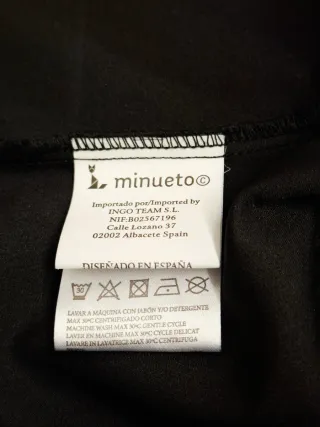 minueto©
Importado por/Imported by
INGO TEAM S.L.
NIF:B02567196
Calle Lozano 37
02002 Albacete Spain
DISEÑADO EN ESPAÑA
30
LAVAR A MÁQUINA CON JABÓN Y/O DETERGENTE
MAX 30ºC CENTRIFUGADO CORTO
MACHINE WASH MAX 30ºC GENTLE CYCLE
LAVER EN MACHINE MAX 30ºC CYCLE DELICAT
LAVARE IN LAVATRICE MAX 30ºC CICLO